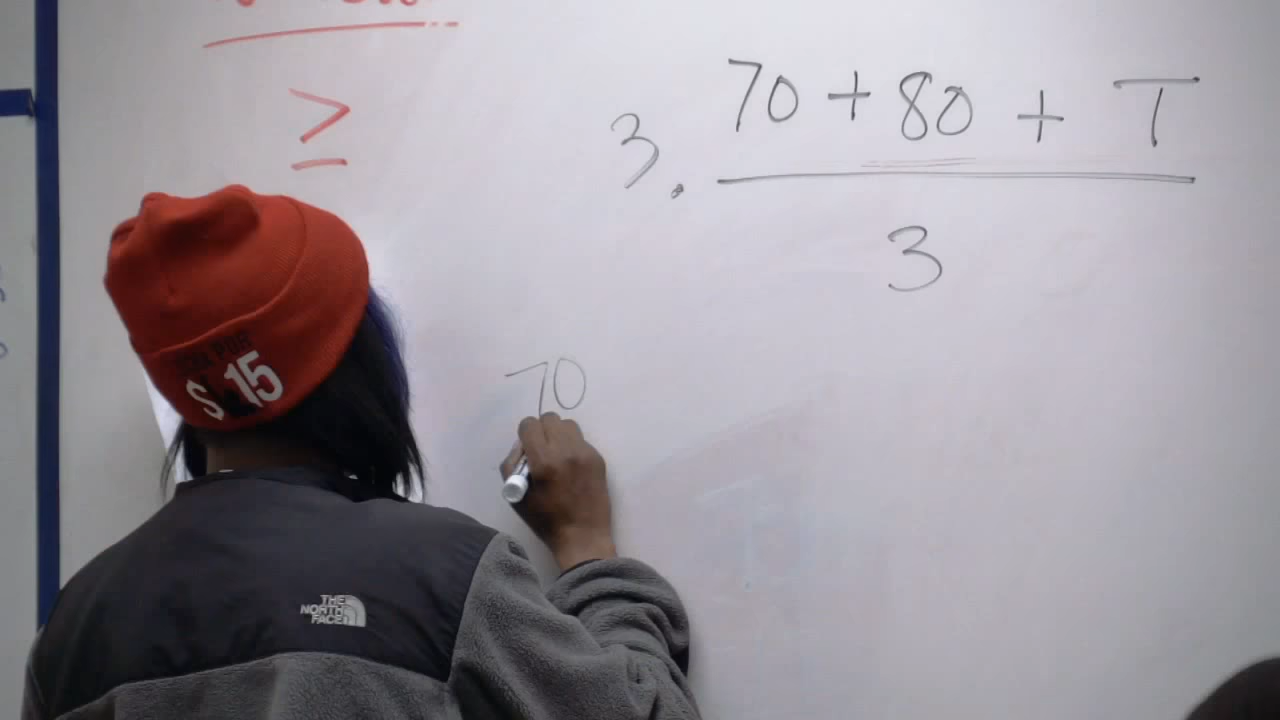 ≥
3. 70 + 80 + T
3
70
$15
THE
NORTH
FACE